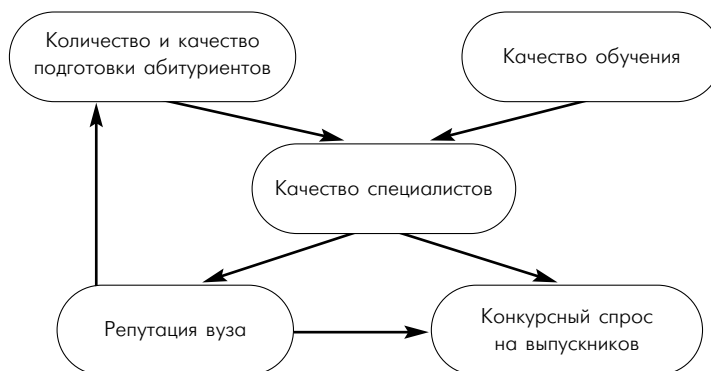 Количество и качество
подготовки абитуриентов
Качество обучения
Качество специалистов
Репутация вуза
Конкурсный спрос
на выпускников